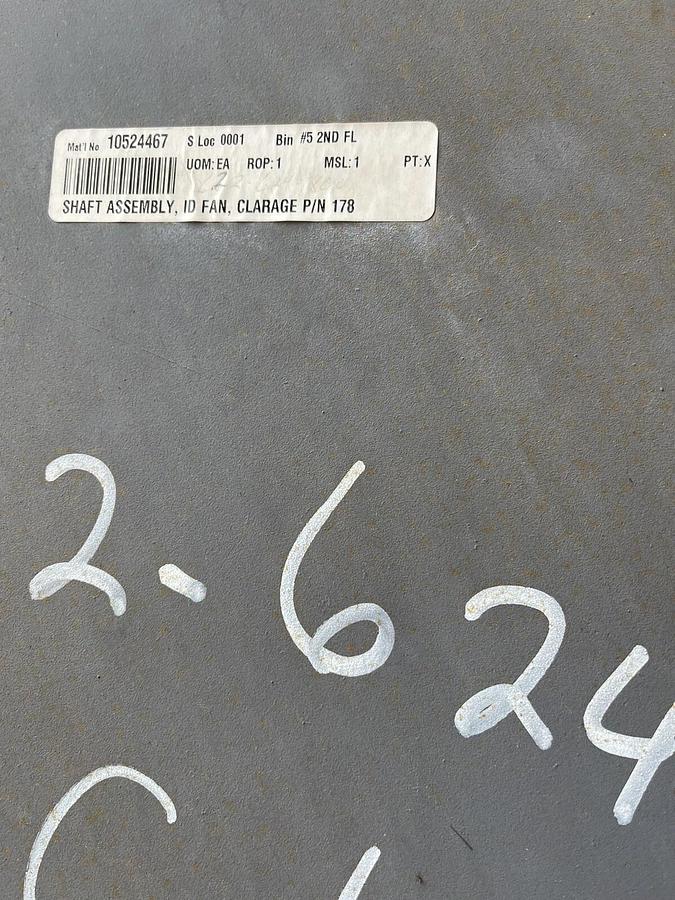 Mat'l No 10524467 S Loc 0001 Bin #5 2ND FL
UOM: EA ROP: 1 MSL: 1 PT: X
SHAFT ASSEMBLY, ID FAN, CLARAGE P/N 178
2-624